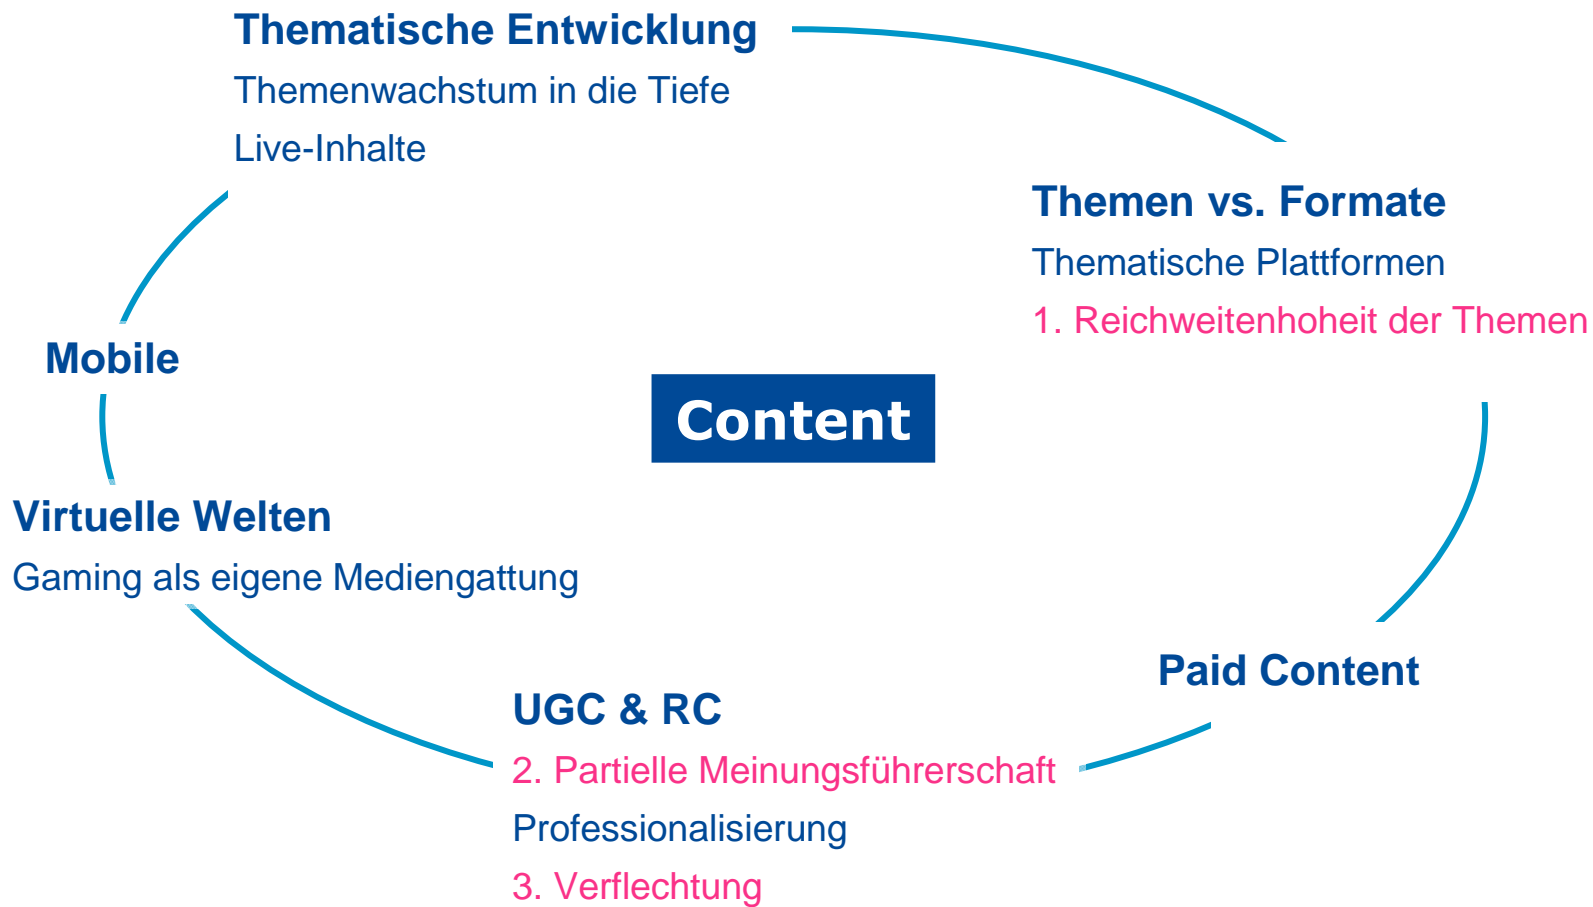 Thematische Entwicklung
Themenwachstum in die Tiefe
Live-Inhalte
Themen vs. Formate
Thematische Plattformen
1. Reichweitenhoheit der Themen
Mobile
Content
Virtuelle Welten
Gaming als eigene Mediengattung
Paid Content
UGC & RC
2. Partielle Meinungsführerschaft
Professionalisierung
3. Verflechtung